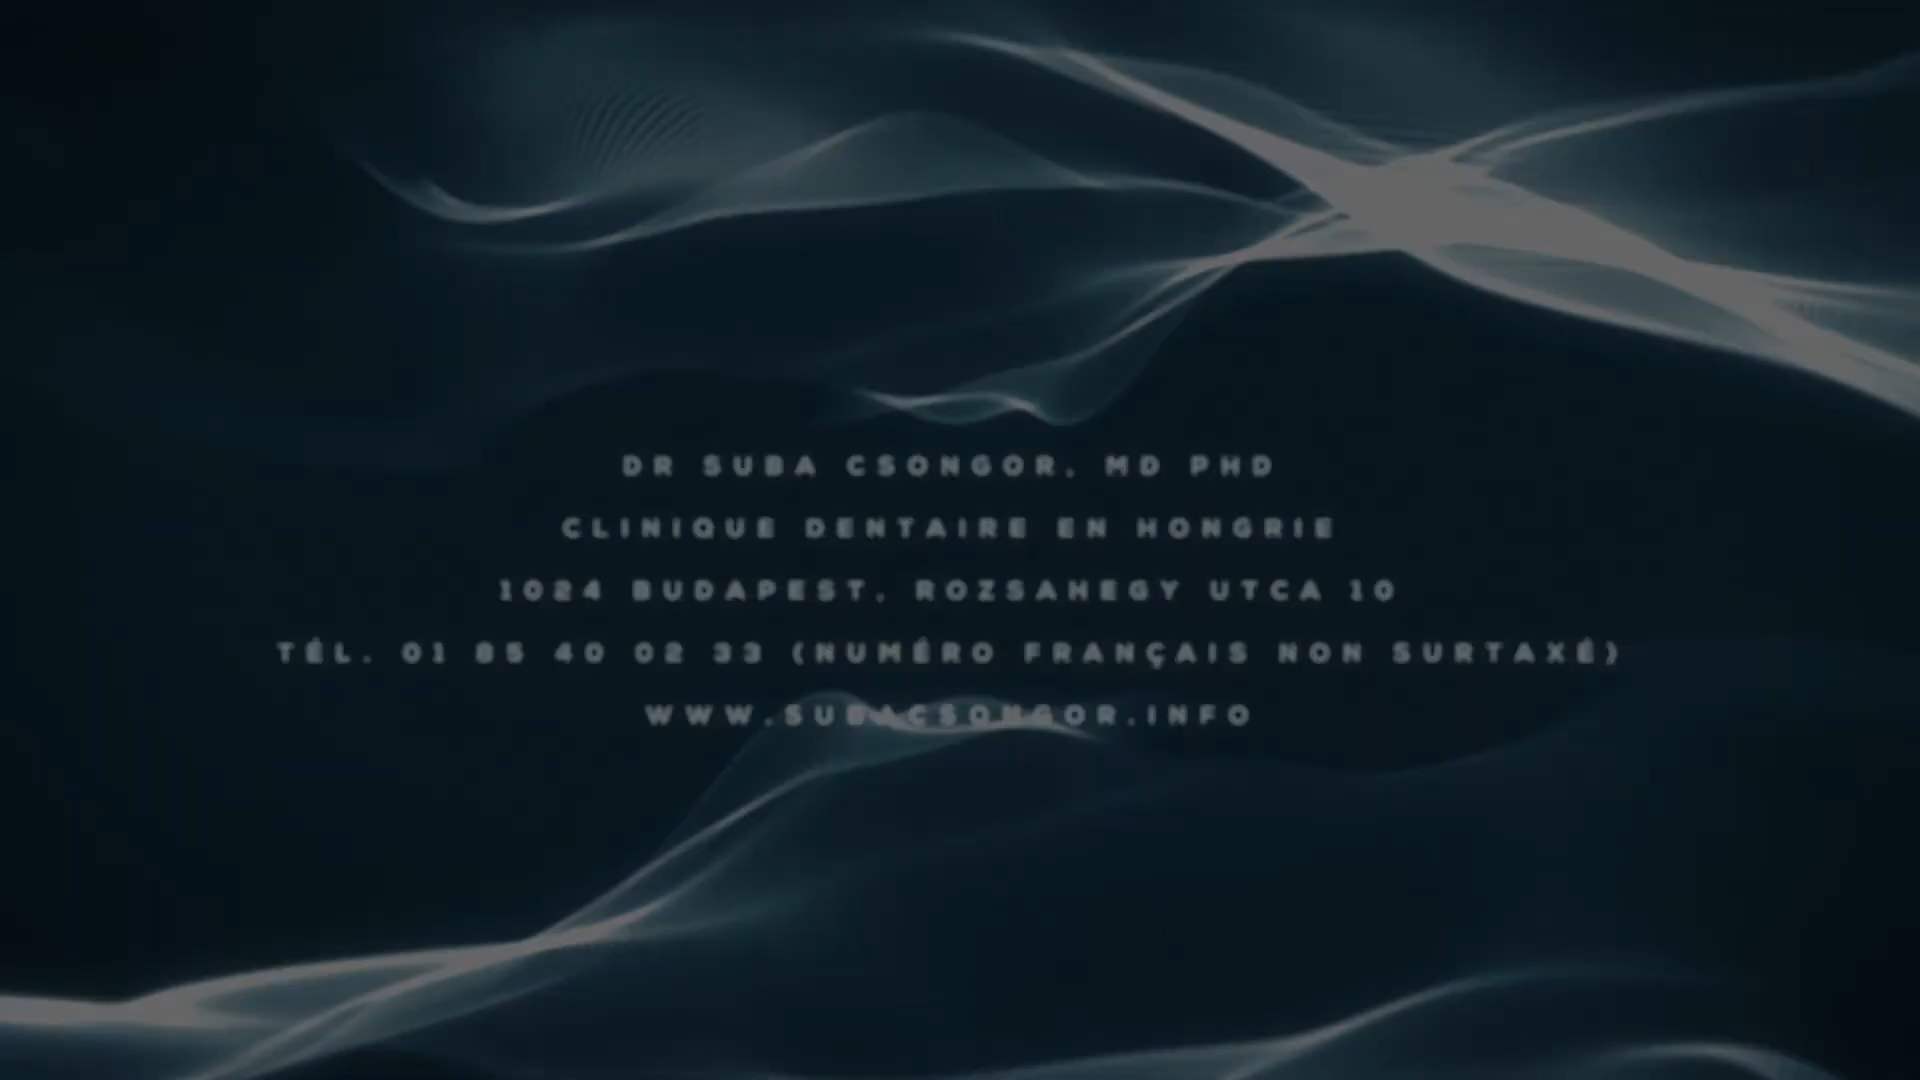 DR SUBA CSONGOR, MD PHD
CLINIQUE DENTAIRE EN HONGRIE
1024 BUDAPEST, ROZSAHEGY UTCA 10
TÉL. 01 85 40 02 33 (NUMÉRO FRANÇAIS NON SURTAXÉ)
WWW.SUBACSONGOR.INFO